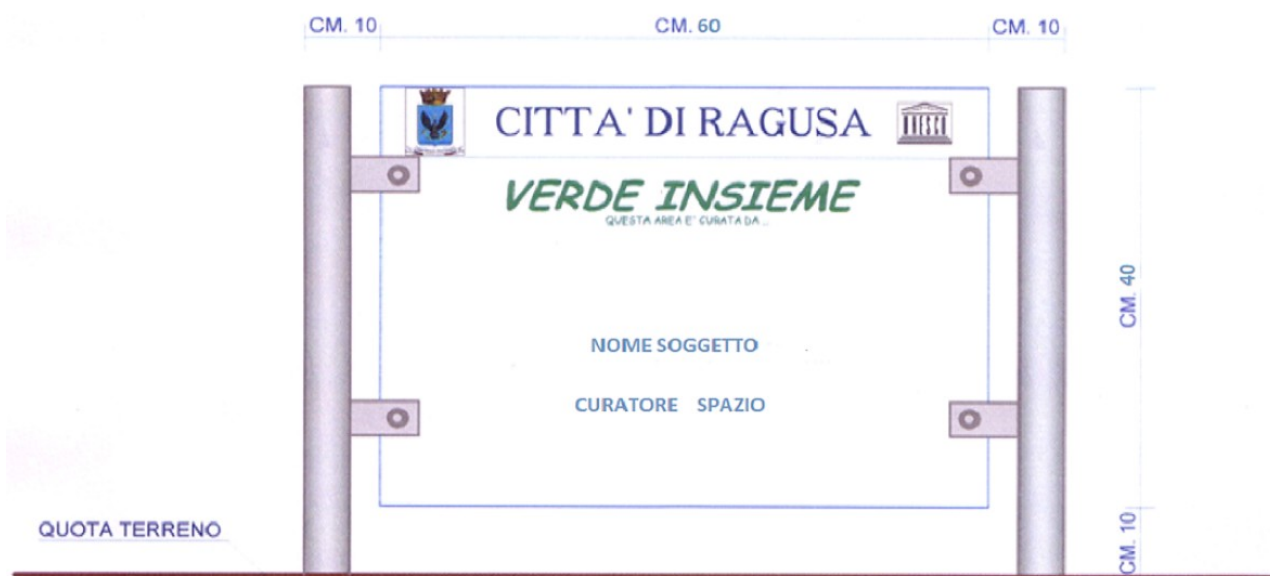 CM. 10 CM. 60 CM. 10
CITTA' DI RAGUSA UNESCO
VERDE INSIEME
QUESTA AREA E' CURATA DA ...
CM. 40
NOME SOGGETTO
CURATORE SPAZIO
QUOTA TERRENO
CM. 10